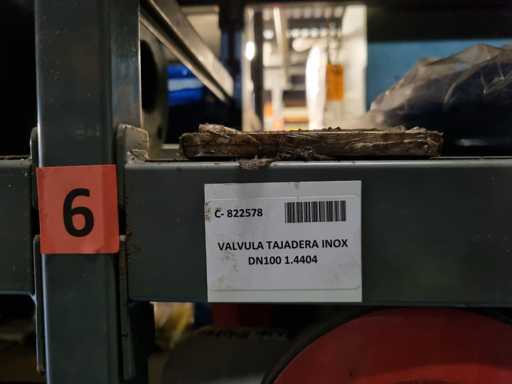 6
C- 822578
VALVULA TAJADERA INOX
DN100 1.4404